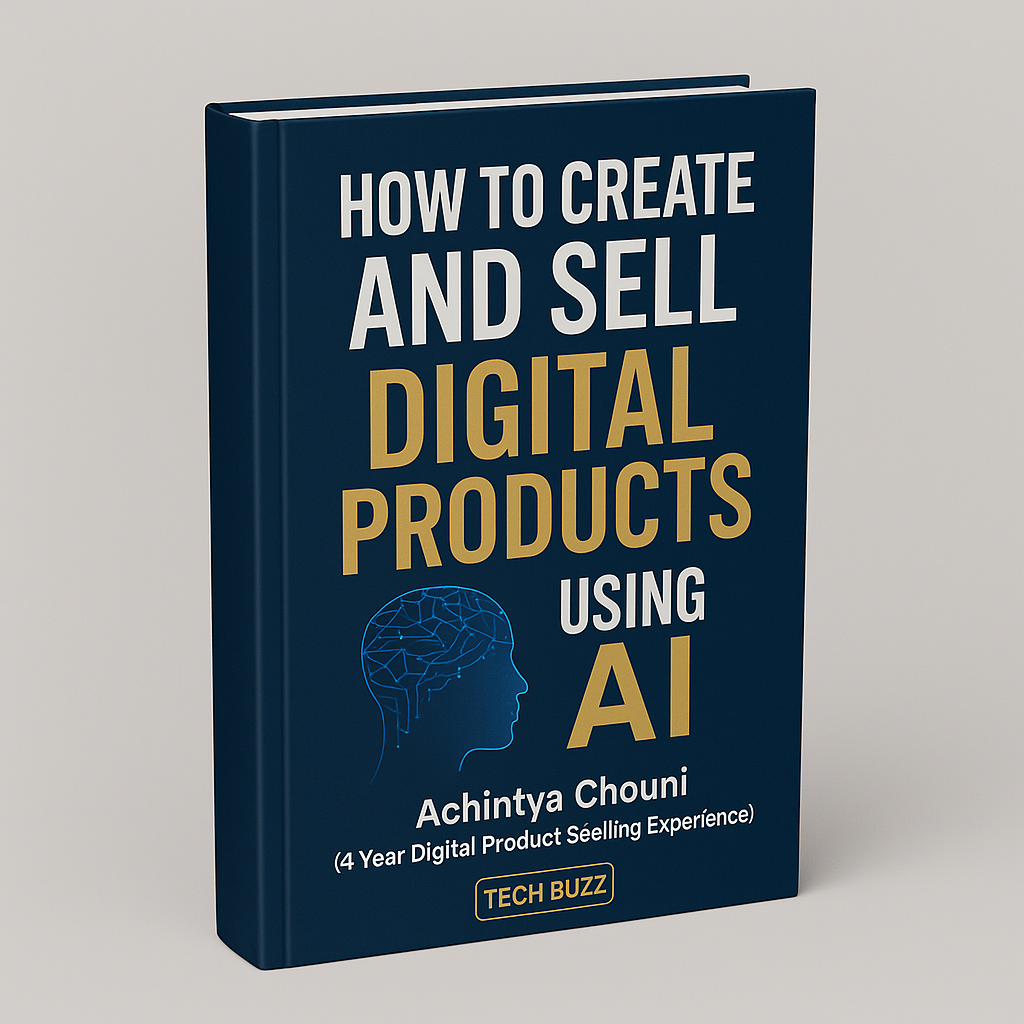 HOW TO CREATE
AND SELL
DIGITAL
PRODUCTS
USING
AI
Achintya Chouni
(4 Year Digital Product Séelling Experíence)
TECH BUZZ